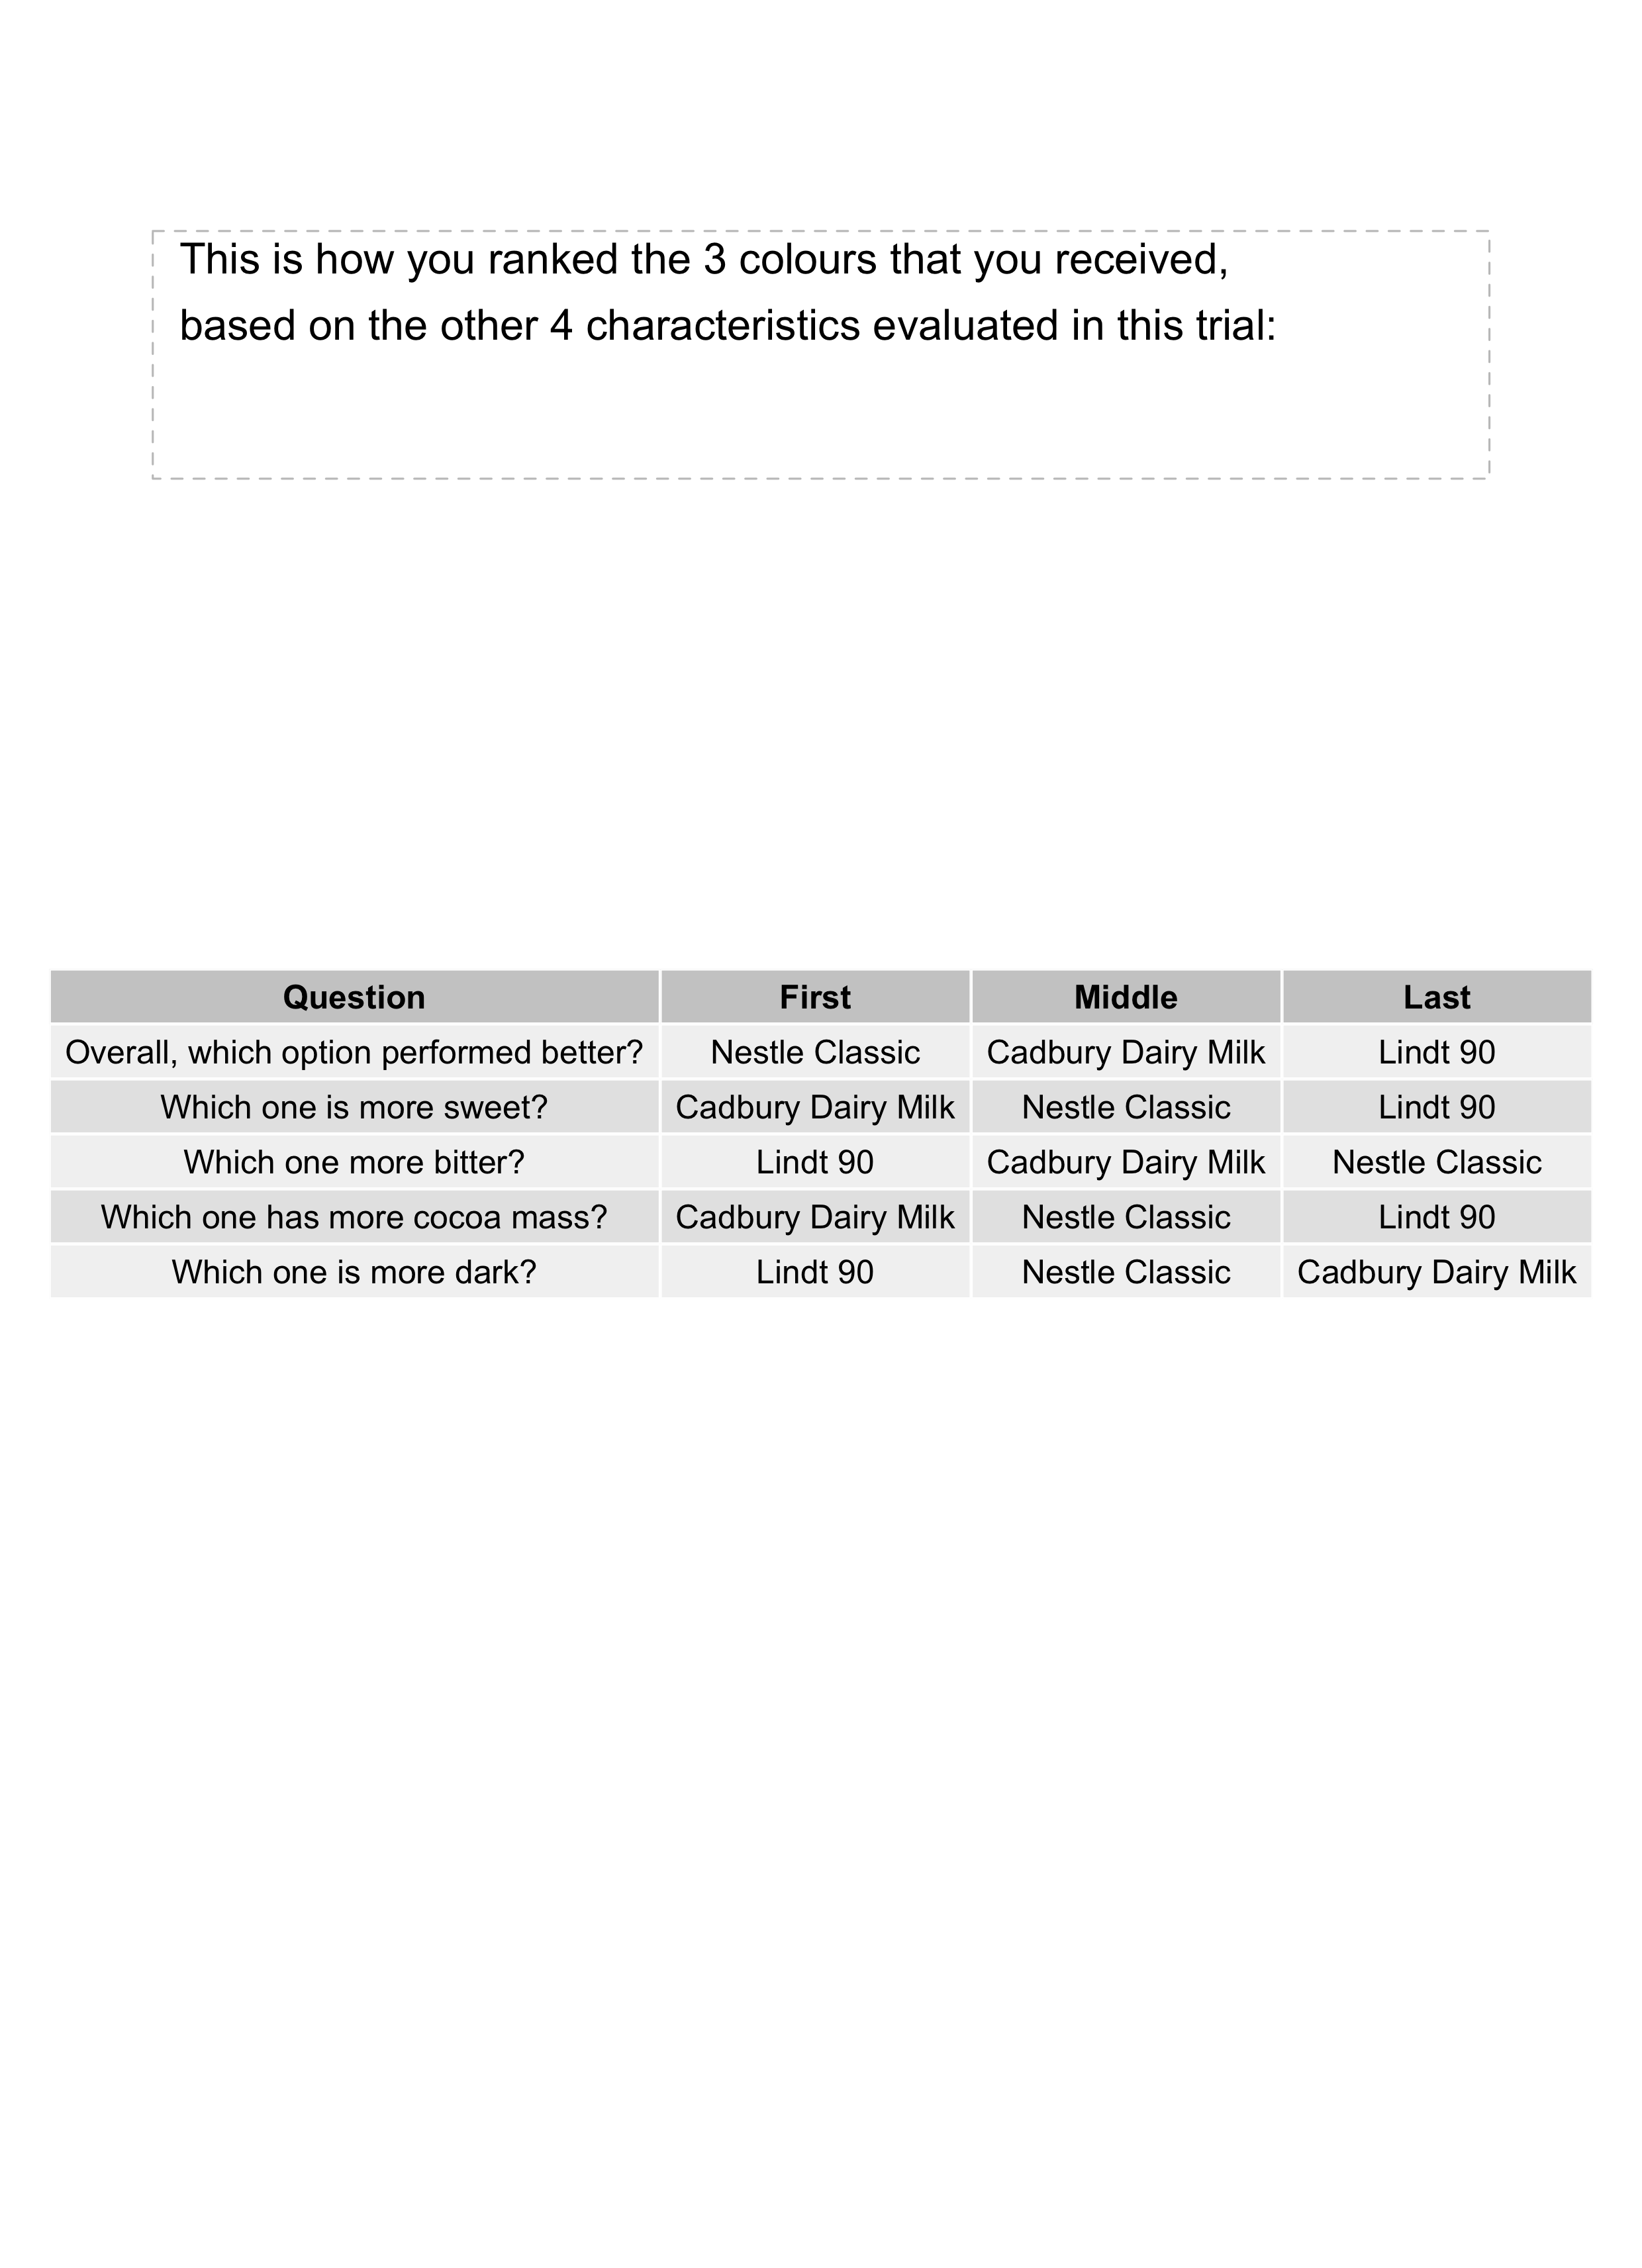 This is how you ranked the 3 colours that you received,
based on the other 4 characteristics evaluated in this trial:
Question First Middle Last
Overall, which option performed better? Nestle Classic Cadbury Dairy Milk Lindt 90
Which one is more sweet? Cadbury Dairy Milk Nestle Classic Lindt 90
Which one more bitter? Lindt 90 Cadbury Dairy Milk Nestle Classic
Which one has more cocoa mass? Cadbury Dairy Milk Nestle Classic Lindt 90
Which one is more dark? Lindt 90 Nestle Classic Cadbury Dairy Milk